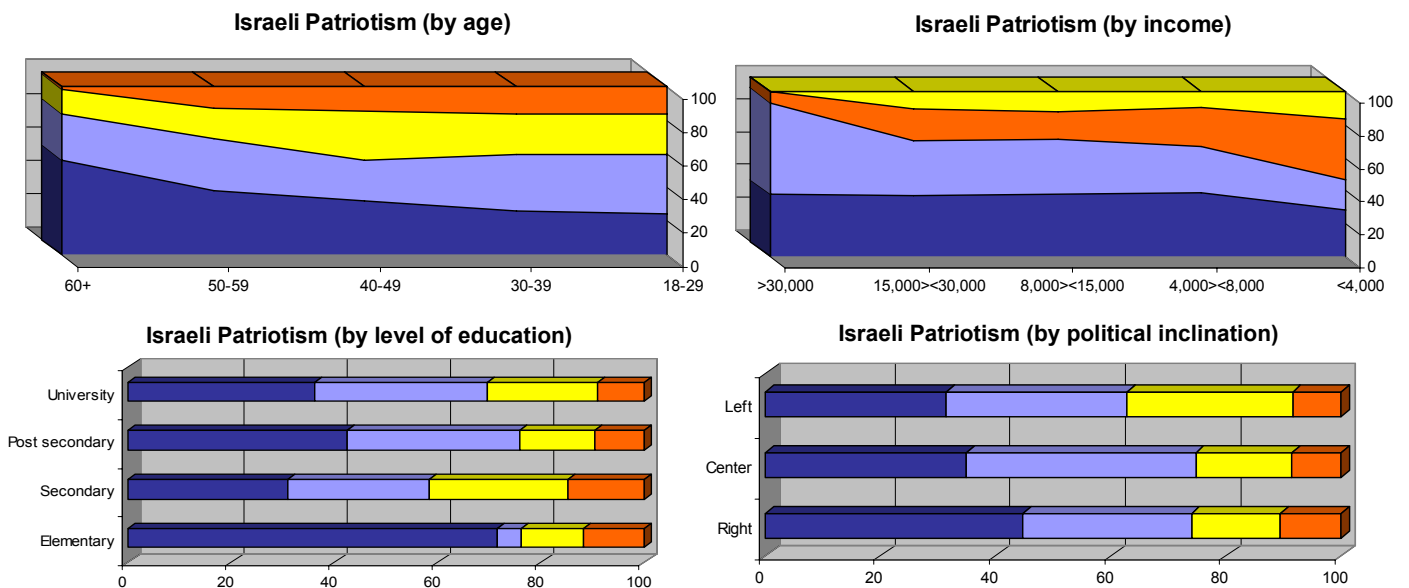 Israeli Patriotism (by age)
100
80
60
40
20
0
60+ 50-59 40-49 30-39 18-29
Israeli Patriotism (by income)
100
80
60
40
20
0
>30,000 15,000><30,000 8,000><15,000 4,000><8,000 <4,000
Israeli Patriotism (by level of education)
University
Post secondary
Secondary
Elementary
0 20 40 60 80 100
Israeli Patriotism (by political inclination)
Left
Center
Right
0 20 40 60 80 100